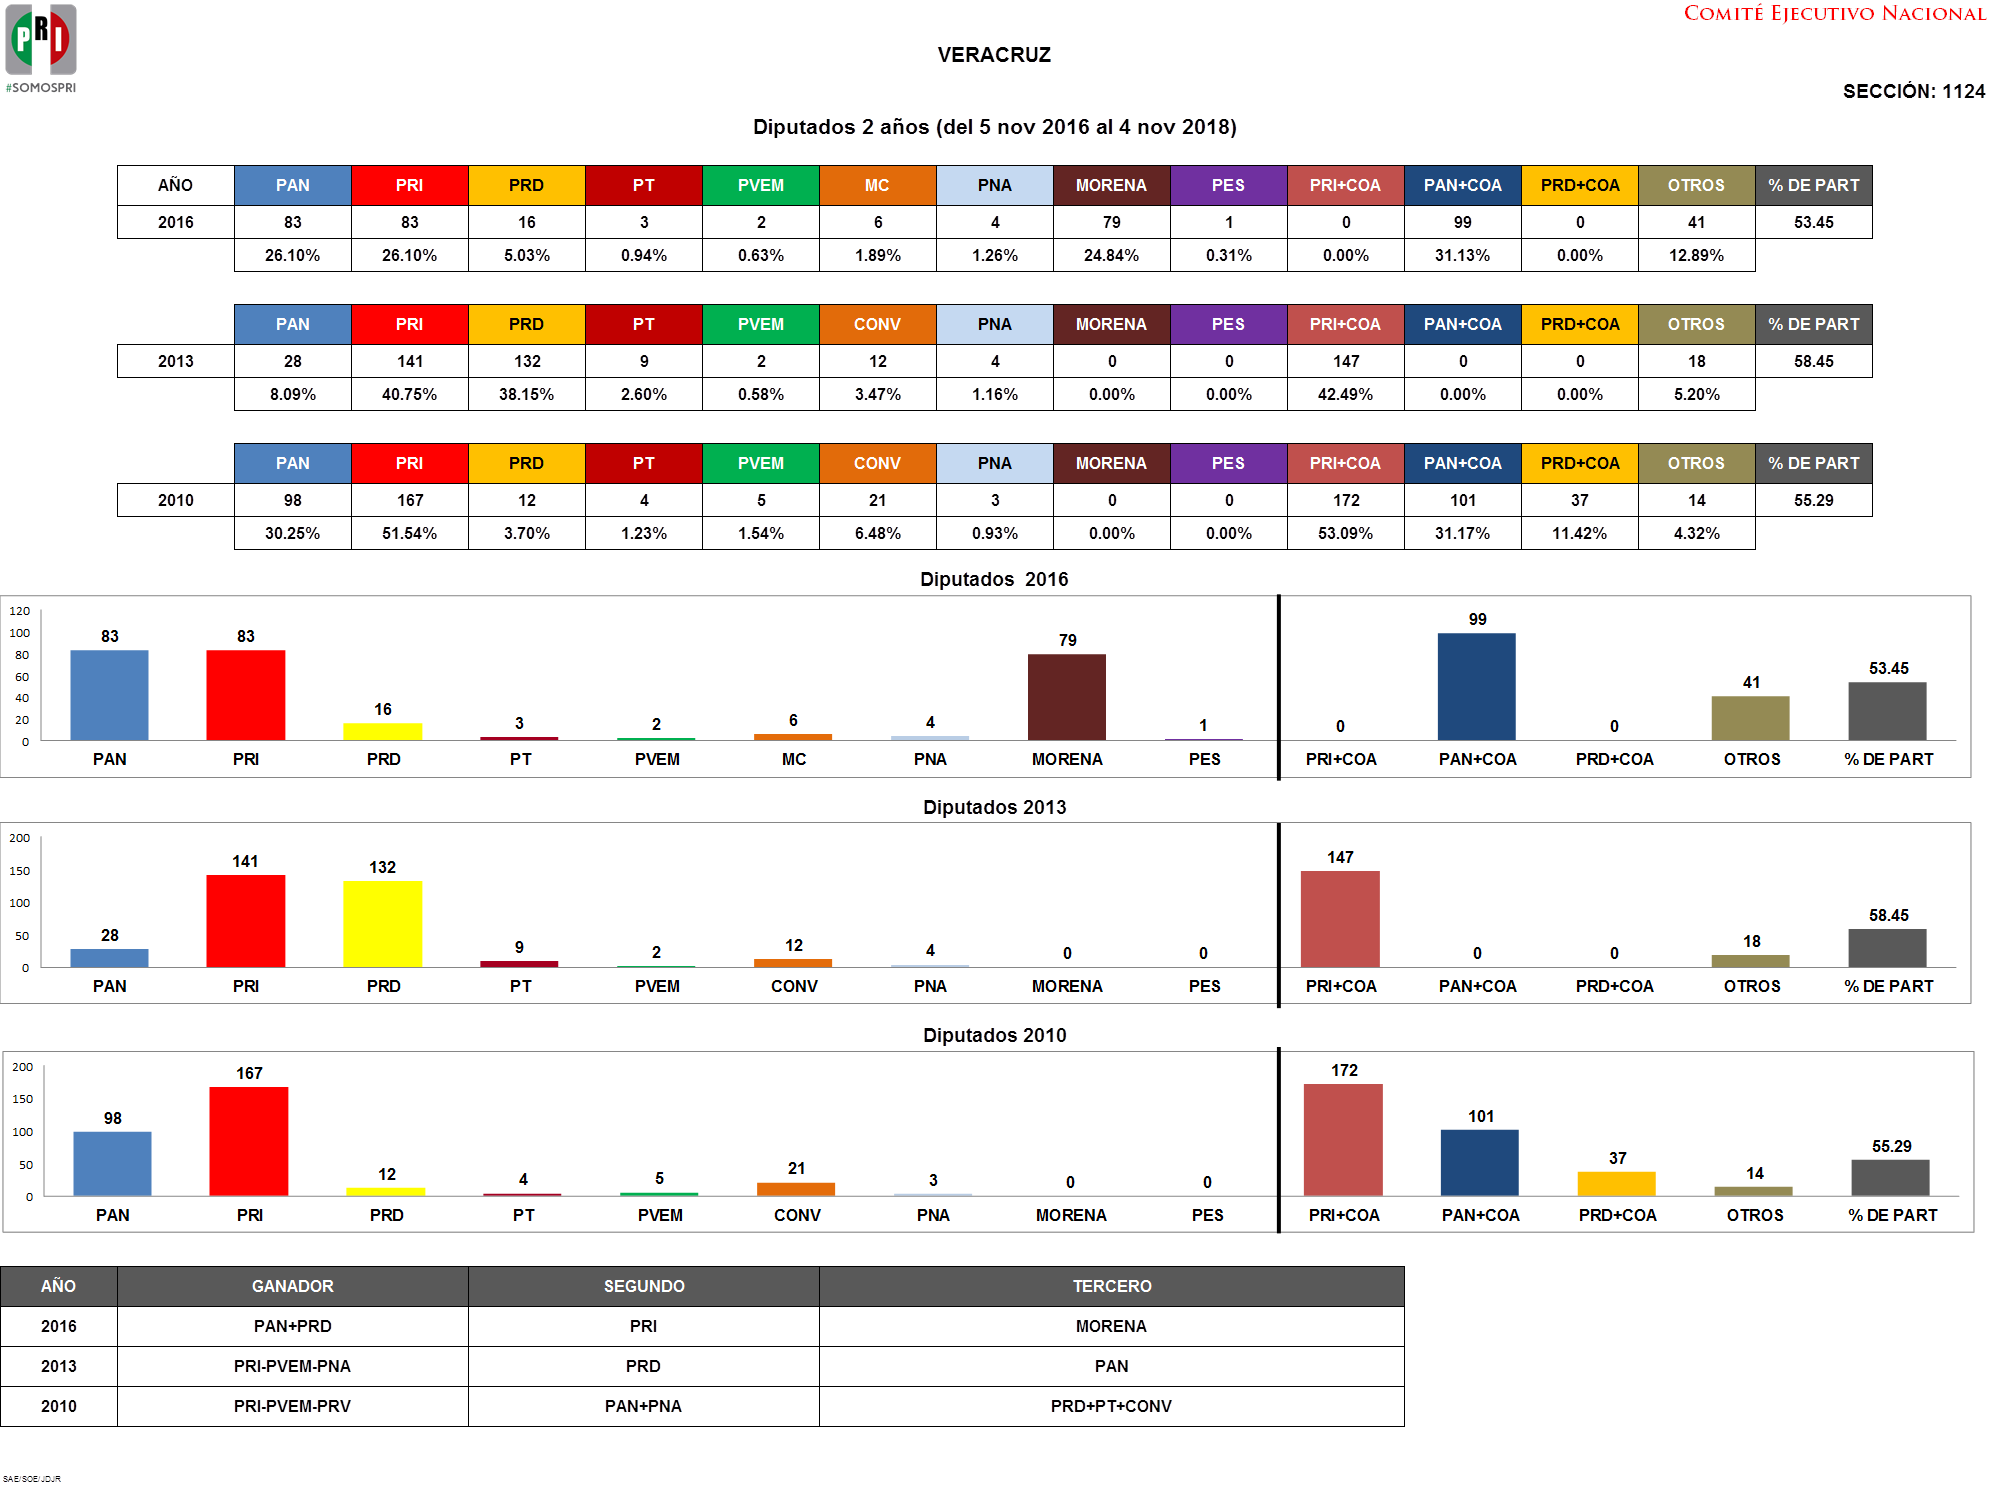 COMITÉ EJECUTIVO NACIONAL
PRI
#SOMOSPRI
VERACRUZ
SECCIÓN: 1124
Diputados 2 años (del 5 nov 2016 al 4 nov 2018)
AÑO PAN PRI PRD PT PVEM MC PNA MORENA PES PRI+COA PAN+COA PRD+COA OTROS % DE PART
2016 83 83 16 3 2 6 4 79 1 0 99 0 41 53.45
26.10% 26.10% 5.03% 0.94% 0.63% 1.89% 1.26% 24.84% 0.31% 0.00% 31.13% 0.00% 12.89%
PAN PRI PRD PT PVEM CONV PNA MORENA PES PRI+COA PAN+COA PRD+COA OTROS % DE PART
2013 28 141 132 9 2 12 4 0 0 147 0 0 18 58.45
8.09% 40.75% 38.15% 2.60% 0.58% 3.47% 1.16% 0.00% 0.00% 42.49% 0.00% 0.00% 5.20%
PAN PRI PRD PT PVEM CONV PNA MORENA PES PRI+COA PAN+COA PRD+COA OTROS % DE PART
2010 98 167 12 4 5 21 3 0 0 172 101 37 14 55.29
30.25% 51.54% 3.70% 1.23% 1.54% 6.48% 0.93% 0.00% 0.00% 53.09% 31.17% 11.42% 4.32%
Diputados 2016
120
100
80
60
40
20
0
83 83 16 3 2 6 4 79 1 0 99 0 41 53.45
PAN PRI PRD PT PVEM MC PNA MORENA PES PRI+COA PAN+COA PRD+COA OTROS % DE PART
Diputados 2013
200
150
100
50
0
28 141 132 9 2 12 4 0 0 147 0 0 18 58.45
PAN PRI PRD PT PVEM CONV PNA MORENA PES PRI+COA PAN+COA PRD+COA OTROS % DE PART
Diputados 2010
200
150
100
50
0
98 167 12 4 5 21 3 0 0 172 101 37 14 55.29
PAN PRI PRD PT PVEM CONV PNA MORENA PES PRI+COA PAN+COA PRD+COA OTROS % DE PART
AÑO GANADOR SEGUNDO TERCERO
2016 PAN+PRD PRI MORENA
2013 PRI-PVEM-PNA PRD PAN
2010 PRI-PVEM-PRV PAN+PNA PRD+PT+CONV
SAE/SOE/JDJR